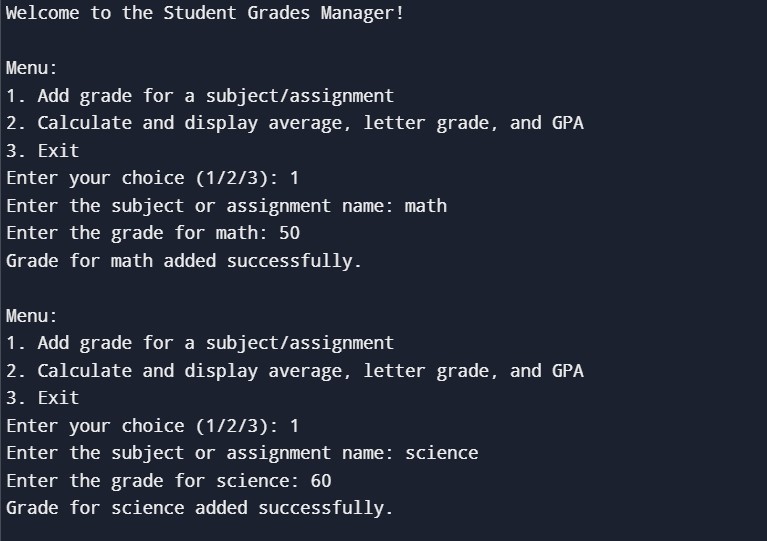 Welcome to the Student Grades Manager!
Menu:
1. Add grade for a subject/assignment
2. Calculate and display average, letter grade, and GPA
3. Exit
Enter your choice (1/2/3): 1
Enter the subject or assignment name: math
Enter the grade for math: 50
Grade for math added successfully.
Menu:
1. Add grade for a subject/assignment
2. Calculate and display average, letter grade, and GPA
3. Exit
Enter your choice (1/2/3): 1
Enter the subject or assignment name: science
Enter the grade for science: 60
Grade for science added successfully.